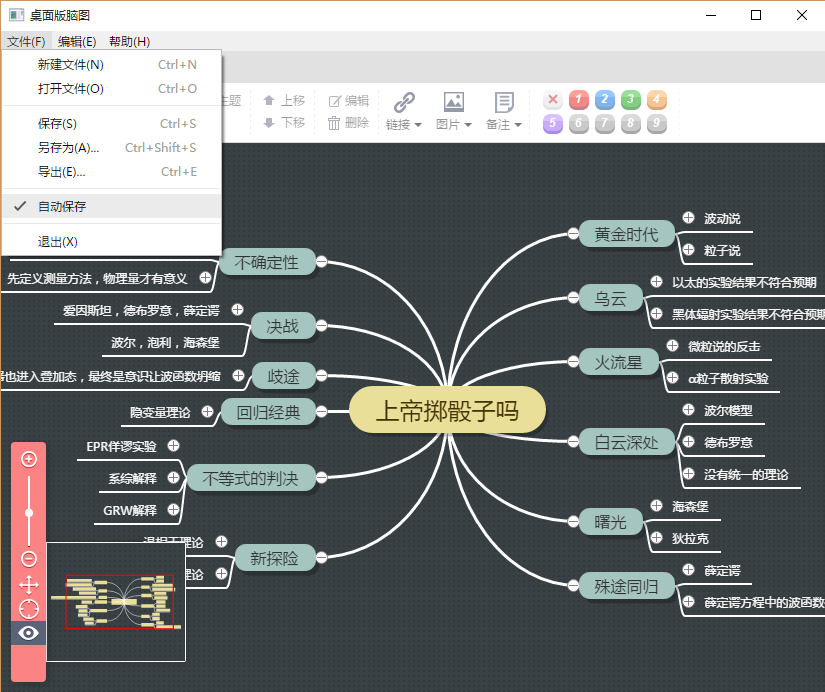 桌面版脑图
文件(F) 编辑(E) 帮助(H)
新建文件(N) Ctrl+N
打开文件(O) Ctrl+O
保存(S) Ctrl+S
另存为(A)... Ctrl+Shift+S
导出(E)... Ctrl+E
自动保存
退出(X)
主题
上移
下移
编辑
删除
链接
图片
备注
1 2 3 4
5 6 7 8 9
上帝掷骰子吗
不确定性
先定义测量方法，物理量才有意义
决战
爱因斯坦，德布罗意，薛定谔
波尔，泡利，海森堡
歧途
也进入叠加态，最终是意识让波函数坍缩
回归经典
隐变量理论
不等式的判决
EPR佯谬实验
系综解释
GRW解释
新探险
理论
理论
黄金时代
波动说
粒子说
乌云
以太的实验结果不符合预期
黑体辐射实验结果不符合预期
火流星
微粒说的反击
α粒子散射实验
白云深处
波尔模型
德布罗意
没有统一的理论
曙光
海森堡
狄拉克
殊途同归
薛定谔
薛定谔方程中的波函数